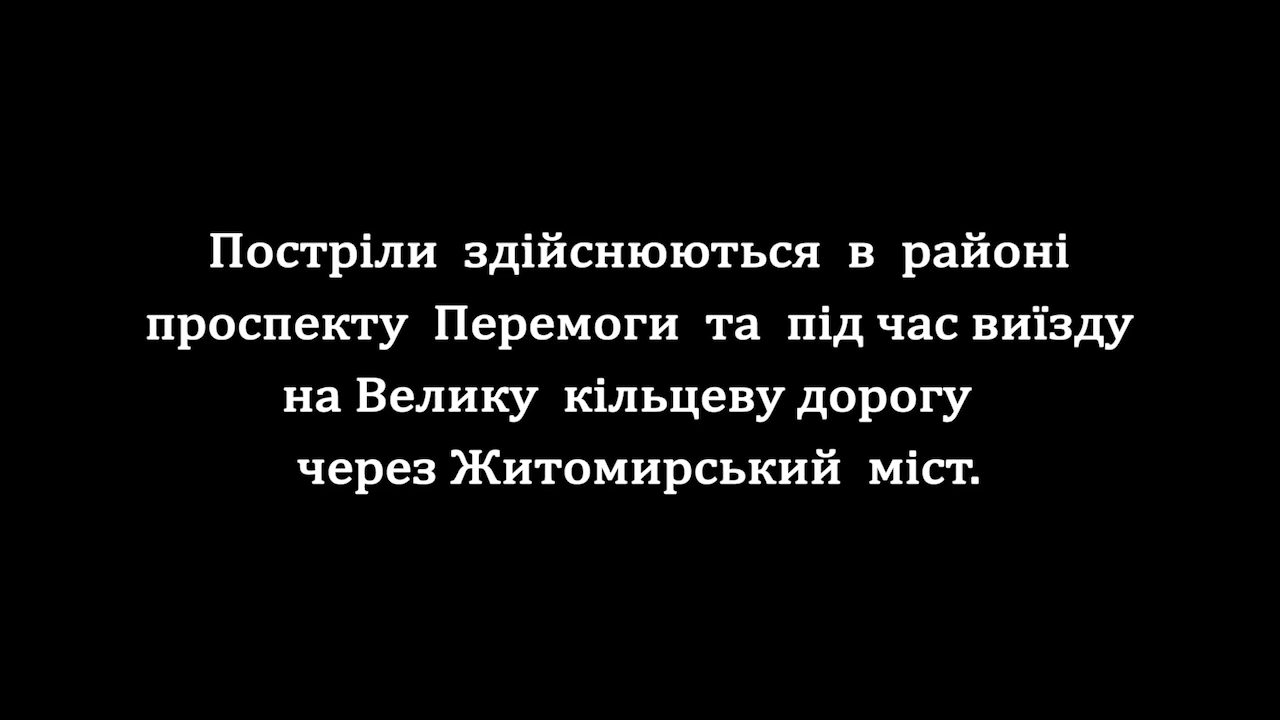 Постріли здійснюються в районі
проспекту Перемоги та під час виїзду
на Велику кільцеву дорогу
через Житомирський міст.